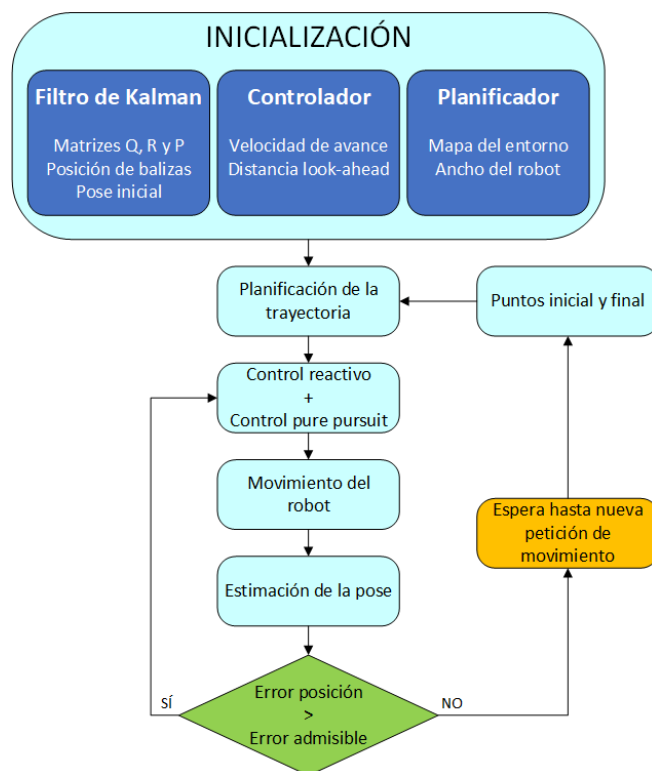 INICIALIZACIÓN
Filtro de Kalman
Matrizes Q, R y P
Posición de balizas
Pose inicial
Controlador
Velocidad de avance
Distancia look-ahead
Planificador
Mapa del entorno
Ancho del robot
Planificación de la
trayectoria
Puntos inicial y final
Control reactivo
+
Control pure pursuit
Movimiento del
robot
Espera hasta nueva
petición de
movimiento
Estimación de la pose
Error posición
>
Error admisible
SÍ
NO